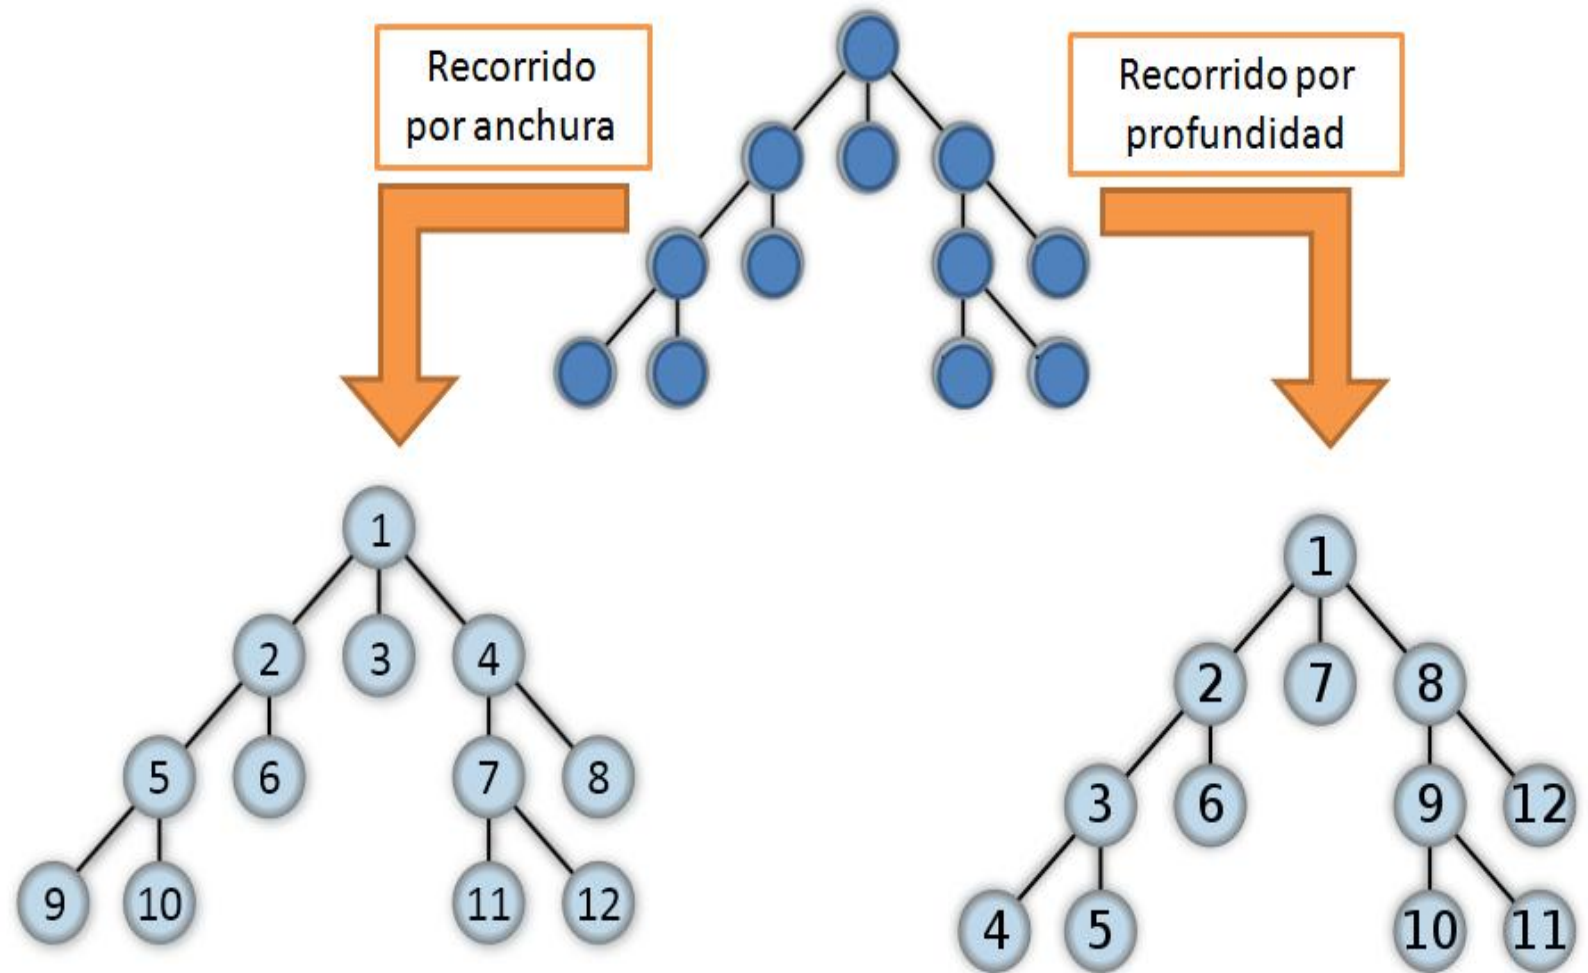 Recorrido
por anchura
Recorrido por
profundidad
1
2 3 4
5 6 7 8
9 10 11 12
1
2 7 8
3 6 9 12
4 5 10 11